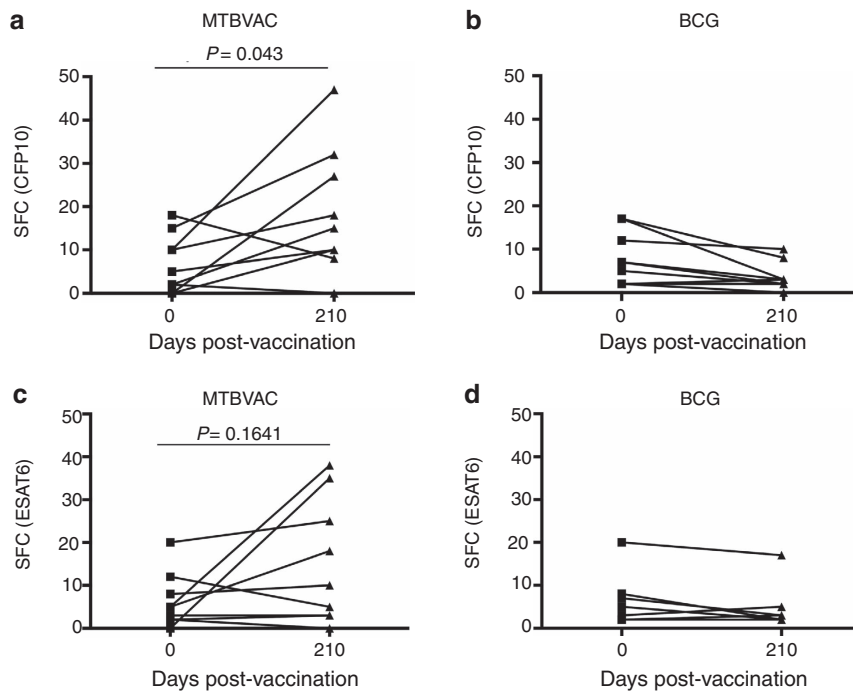 a
MTBVAC
P= 0.043
50
40
30
20
10
0
SFC (CFP10)
0 210
Days post-vaccination
b
BCG
50
40
30
20
10
0
SFC (CFP10)
0 210
Days post-vaccination
c
MTBVAC
P= 0.1641
50
40
30
20
10
0
SFC (ESAT6)
0 210
Days post-vaccination
d
BCG
50
40
30
20
10
0
SFC (ESAT6)
0 210
Days post-vaccination